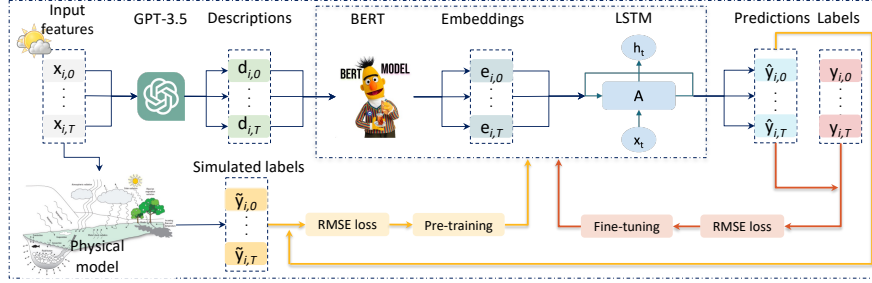 Input
features
GPT-3.5
Descriptions
BERT
Embeddings
LSTM
Predictions
Labels
x_{i,0}
⋮
x_{i,T}
d_{i,0}
⋮
d_{i,T}
BERT MODEL
e_{i,0}
⋮
e_{i,T}
h_t
A
x_t
ŷ_{i,0}
⋮
ŷ_{i,T}
y_{i,0}
⋮
y_{i,T}
Physical
model
Simulated labels
ỹ_{i,0}
⋮
ỹ_{i,T}
RMSE loss
Pre-training
Fine-tuning
RMSE loss